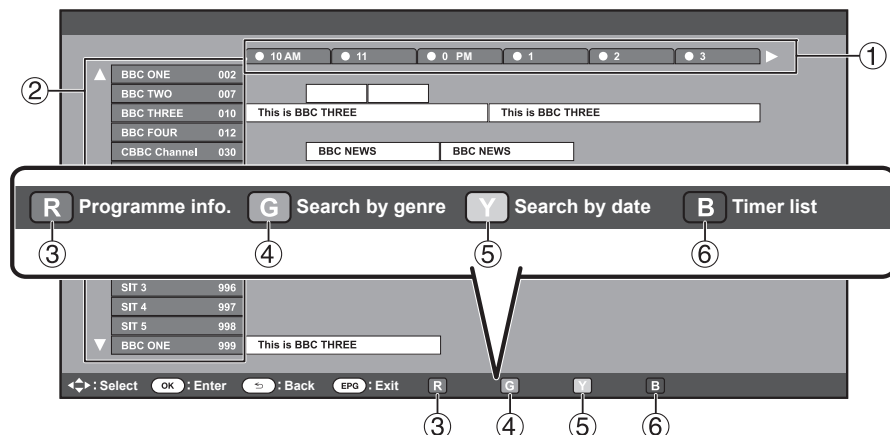 10 AM 11 0 PM 1 2 3 ①
②
BBC ONE 002
BBC TWO 007
BBC THREE 010 This is BBC THREE This is BBC THREE
BBC FOUR 012
CBBC Channel 030 BBC NEWS BBC NEWS
R Programme info. G Search by genre Y Search by date B Timer list
③ ④ ⑤ ⑥
SIT 3 996
SIT 4 997
SIT 5 998
BBC ONE 999 This is BBC THREE
: Select OK : Enter : Back EPG : Exit R G Y B
③ ④ ⑤ ⑥